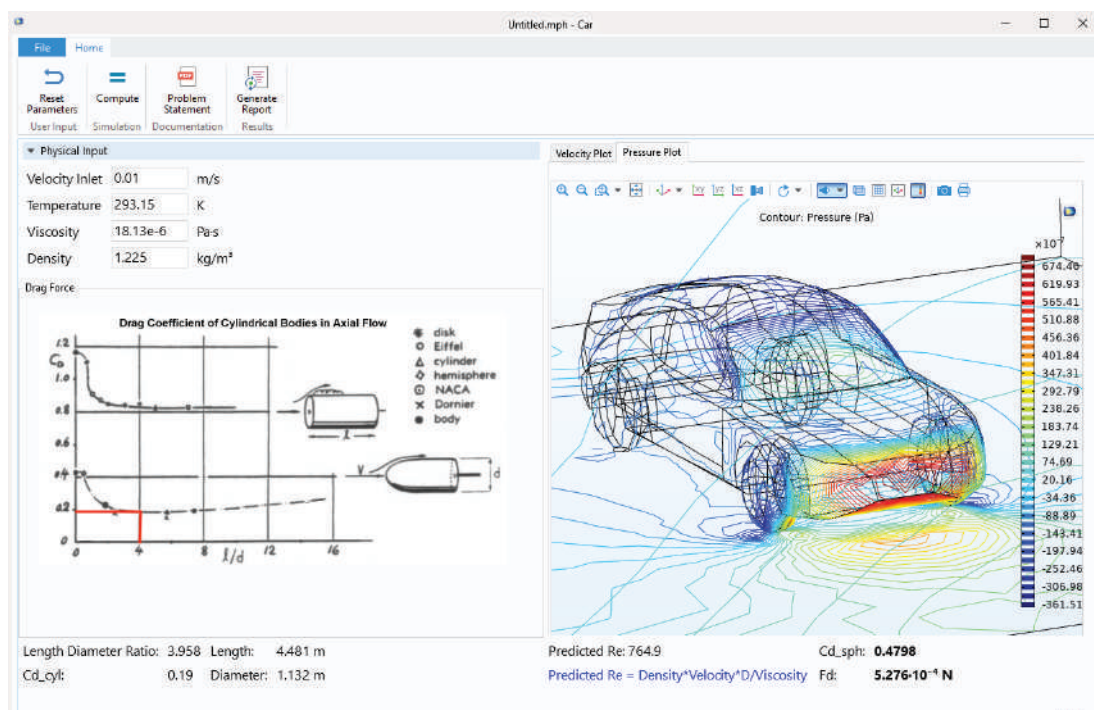 Untitled.mph - Car
File Home
Reset Parameters
Compute
Problem Statement
Generate Report
User Input Simulation Documentation Results
Physical Input
Velocity Inlet 0.01 m/s
Temperature 293.15 K
Viscosity 18.13e-6 Pa·s
Density 1.225 kg/m³
Drag Force
Drag Coefficient of Cylindrical Bodies in Axial Flow
disk
Eiffel
cylinder
hemisphere
NACA
Dornier
body
1.2
C_D
1.0
0.8
0.6
0.4
0.2
0
0 4 8 12 16
l/d
l
V
d
Velocity Plot Pressure Plot
Contour: Pressure (Pa)
×10⁻⁷
674.46
619.93
565.41
510.88
456.36
401.84
347.31
292.79
238.26
183.74
129.21
74.69
20.16
-34.36
-88.89
-143.41
-197.94
-252.46
-306.98
-361.51
Length Diameter Ratio: 3.958 Length: 4.481 m
Cd_cyl: 0.19 Diameter: 1.132 m
Predicted Re: 764.9 Cd_sph: 0.4798
Predicted Re = Density*Velocity*D/Viscosity Fd: 5.276·10⁻⁴ N